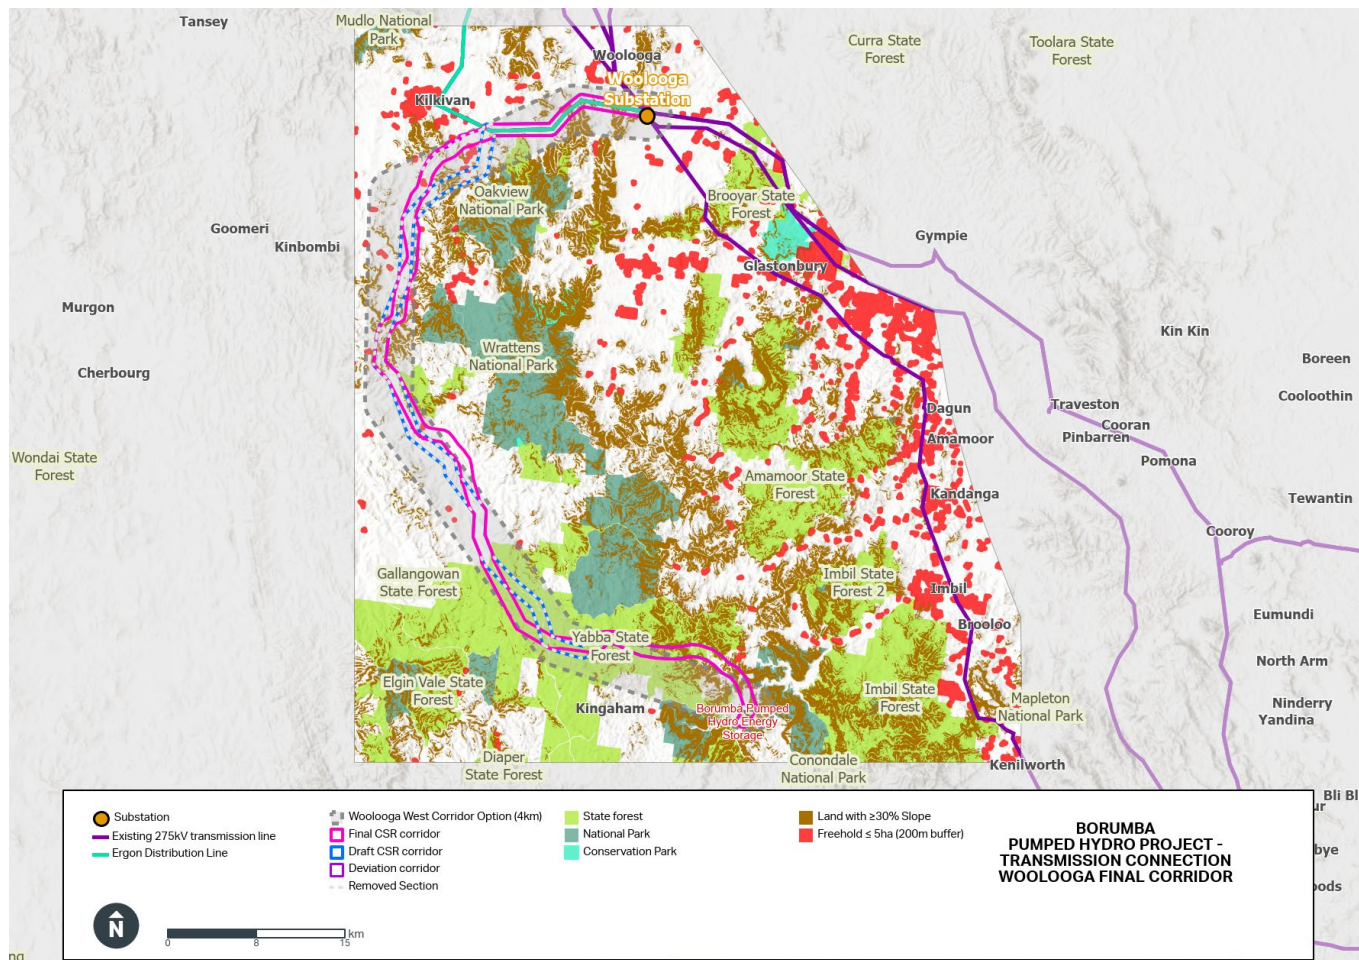 Tansey
Mudlo National
Park
Woolooga
Curra State
Forest
Toolara State
Forest
Woolooga
Substation
Kilkivan
Oakview
National Park
Brooyar State
Forest
Goomeri
Kinbombi
Gympie
Glastonbury
Murgon
Kin Kin
Wrattens
National Park
Boreen
Cherbourg
Cooloothin
Dagun
Traveston
Cooran
Amamoor
Pinbarren
Wondai State
Forest
Pomona
Amamoor State
Forest
Kandanga
Tewantin
Cooroy
Gallangowan
State Forest
Imbil State
Forest 2
Imbil
Eumundi
Brooloo
Yabba State
Forest
North Arm
Elgin Vale State
Forest
Imbil State
Forest
Mapleton
National Park
Kingaham
Borumba Pumped
Hydro Energy
Storage
Ninderry
Yandina
Diaper
State Forest
Conondale
National Park
Kenilworth
Bli Bl
ur
bye
oods
ng
Substation
Existing 275kV transmission line
Ergon Distribution Line
Woolooga West Corridor Option (4km)
Final CSR corridor
Draft CSR corridor
Deviation corridor
Removed Section
State forest
National Park
Conservation Park
Land with ≥30% Slope
Freehold ≤ 5ha (200m buffer)
BORUMBA
PUMPED HYDRO PROJECT -
TRANSMISSION CONNECTION
WOOLOOGA FINAL CORRIDOR
N
km
0 8 15